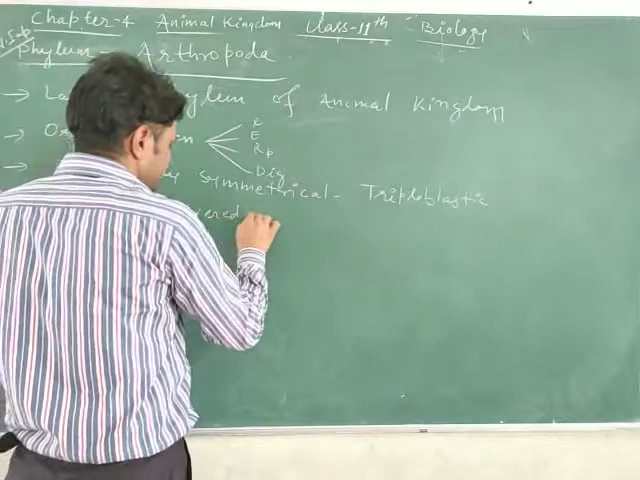 Chapter-4 Animal Kingdom Class-11th Biology
Phylum - Arthropoda
→ La ylum of Animal Kingdom
→ Or n R
E
Rp
Dig
→ y symmetrical - Triploblastic
ered